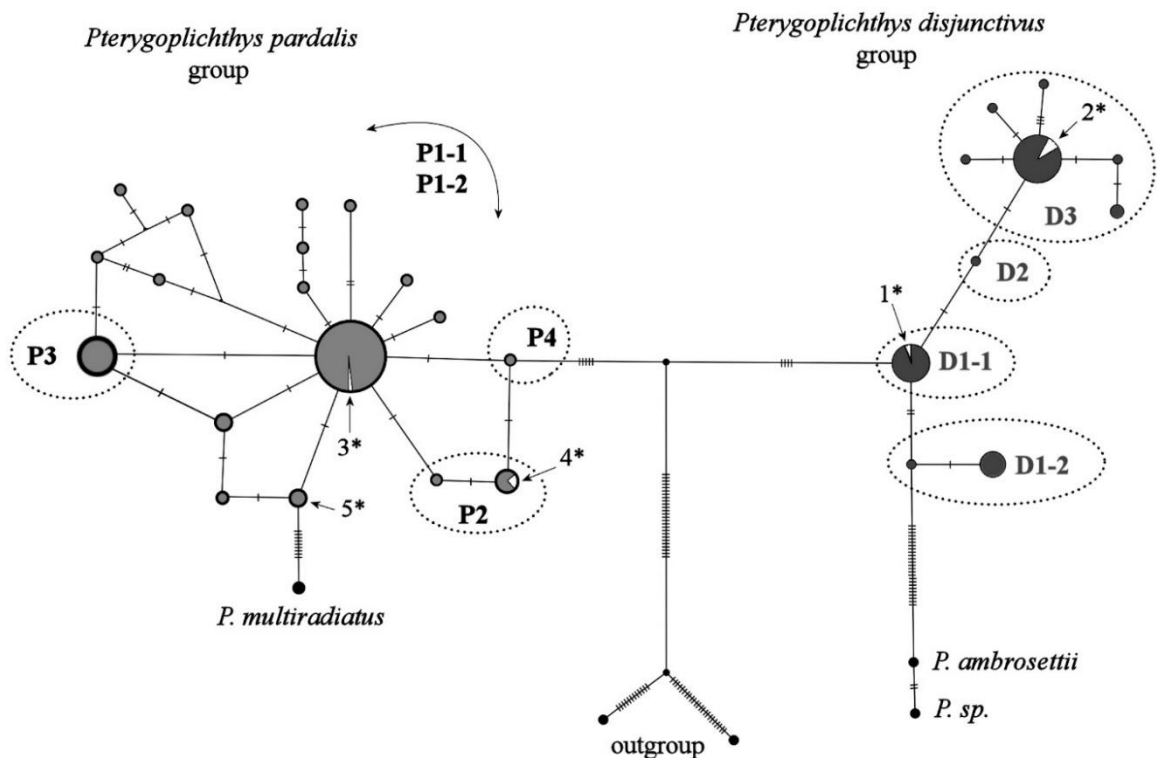 Pterygoplichthys pardalis
group
Pterygoplichthys disjunctivus
group
P1-1
P1-2
2*
D3
D2
1*
D1-1
D1-2
P3
P4
3*
4*
P2
5*
P. multiradiatus
P. ambrosettii
P. sp.
outgroup